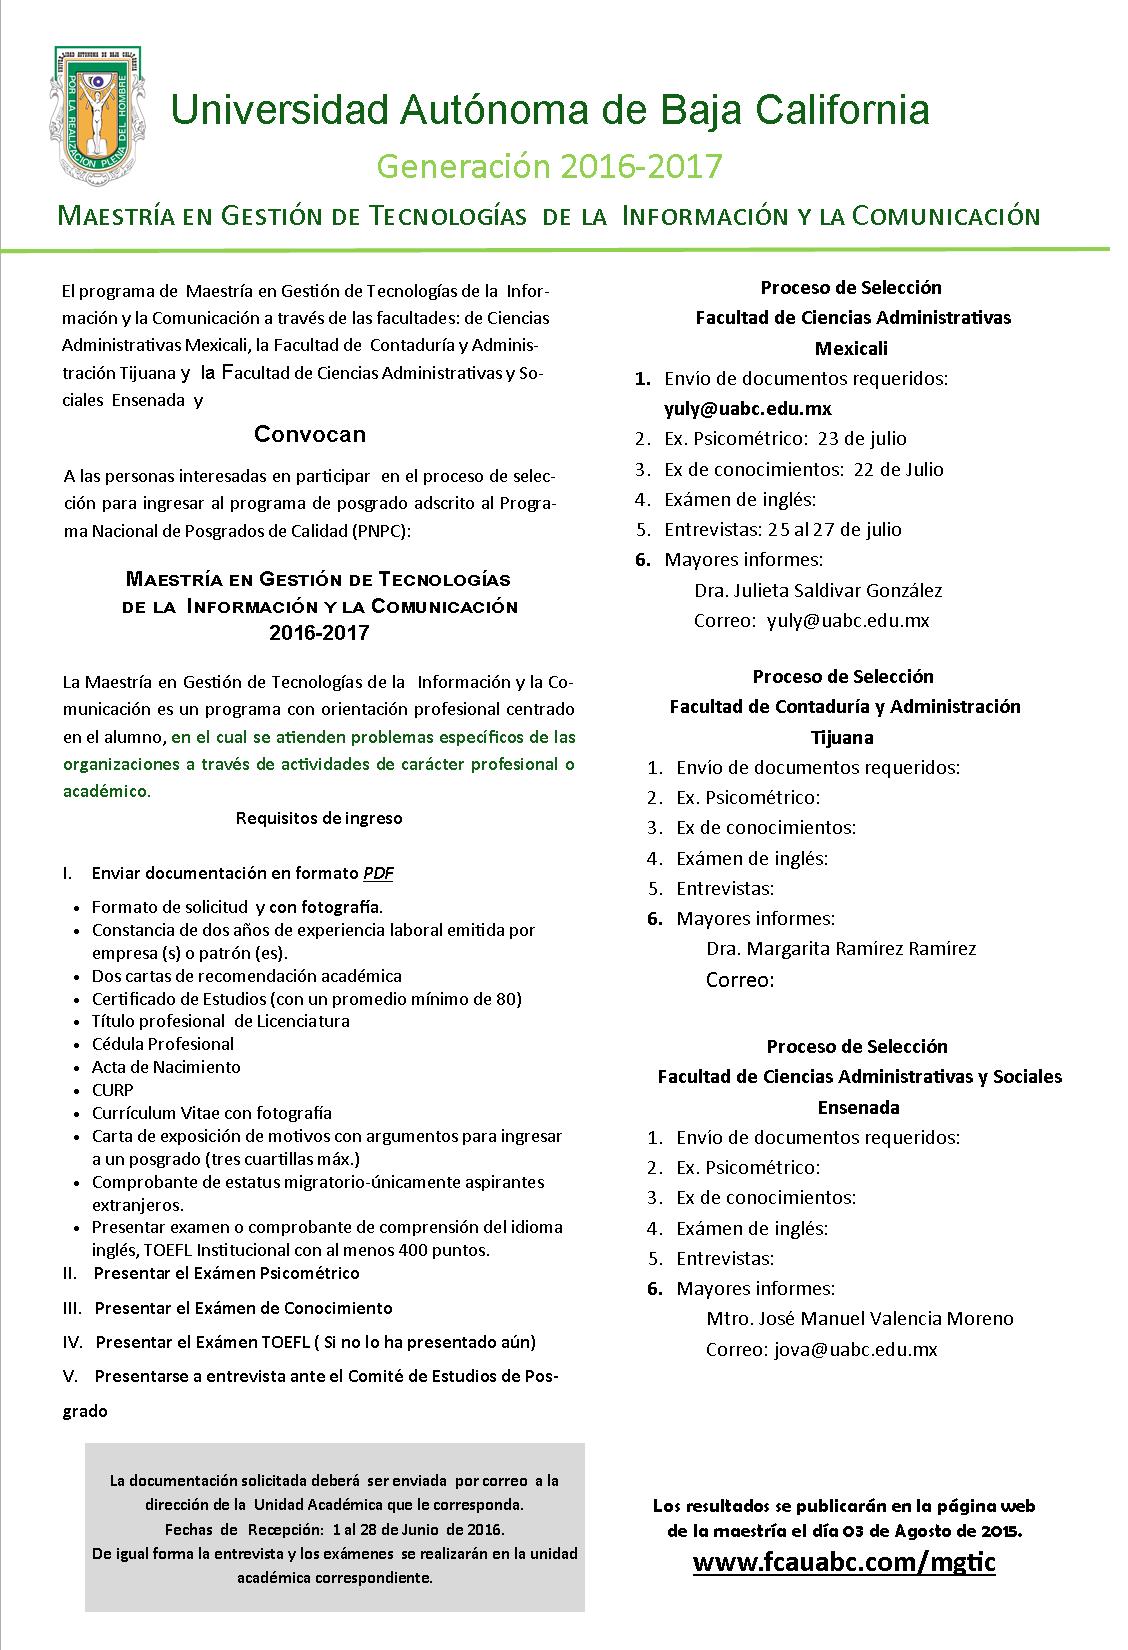 UNIVERSIDAD AUTONOMA DE BAJA CALIF.
POR LA REALIZACION PLENA DEL HOMBRE
Universidad Autónoma de Baja California
Generación 2016-2017
Maestría en Gestión de Tecnologías de la Información y la Comunicación
El programa de Maestría en Gestión de Tecnologías de la Infor-
mación y la Comunicación a través de las facultades: de Ciencias
Administrativas Mexicali, la Facultad de Contaduría y Adminis-
tración Tijuana y la Facultad de Ciencias Administrativas y So-
ciales Ensenada y
Convocan
A las personas interesadas en participar en el proceso de selec-
ción para ingresar al programa de posgrado adscrito al Progra-
ma Nacional de Posgrados de Calidad (PNPC):
Maestría en Gestión de Tecnologías
de la Información y la Comunicación
2016-2017
La Maestría en Gestión de Tecnologías de la Información y la Co-
municación es un programa con orientación profesional centrado
en el alumno, en el cual se atienden problemas específicos de las
organizaciones a través de actividades de carácter profesional o
académico.
Requisitos de ingreso
I. Enviar documentación en formato PDF
• Formato de solicitud y con fotografía.
• Constancia de dos años de experiencia laboral emitida por
empresa (s) o patrón (es).
• Dos cartas de recomendación académica
• Certificado de Estudios (con un promedio mínimo de 80)
• Título profesional de Licenciatura
• Cédula Profesional
• Acta de Nacimiento
• CURP
• Currículum Vitae con fotografía
• Carta de exposición de motivos con argumentos para ingresar
a un posgrado (tres cuartillas máx.)
• Comprobante de estatus migratorio-únicamente aspirantes
extranjeros.
• Presentar examen o comprobante de comprensión del idioma
inglés, TOEFL Institucional con al menos 400 puntos.
II. Presentar el Exámen Psicométrico
III. Presentar el Exámen de Conocimiento
IV. Presentar el Exámen TOEFL ( Si no lo ha presentado aún)
V. Presentarse a entrevista ante el Comité de Estudios de Pos-
grado
La documentación solicitada deberá ser enviada por correo a la
dirección de la Unidad Académica que le corresponda.
Fechas de Recepción: 1 al 28 de Junio de 2016.
De igual forma la entrevista y los exámenes se realizarán en la unidad
académica correspondiente.
Proceso de Selección
Facultad de Ciencias Administrativas
Mexicali
1. Envío de documentos requeridos:
yuly@uabc.edu.mx
2. Ex. Psicométrico: 23 de julio
3. Ex de conocimientos: 22 de Julio
4. Exámen de inglés:
5. Entrevistas: 25 al 27 de julio
6. Mayores informes:
Dra. Julieta Saldivar González
Correo: yuly@uabc.edu.mx
Proceso de Selección
Facultad de Contaduría y Administración
Tijuana
1. Envío de documentos requeridos:
2. Ex. Psicométrico:
3. Ex de conocimientos:
4. Exámen de inglés:
5. Entrevistas:
6. Mayores informes:
Dra. Margarita Ramírez Ramírez
Correo:
Proceso de Selección
Facultad de Ciencias Administrativas y Sociales
Ensenada
1. Envío de documentos requeridos:
2. Ex. Psicométrico:
3. Ex de conocimientos:
4. Exámen de inglés:
5. Entrevistas:
6. Mayores informes:
Mtro. José Manuel Valencia Moreno
Correo: jova@uabc.edu.mx
Los resultados se publicarán en la página web
de la maestría el día 03 de Agosto de 2015.
www.fcauabc.com/mgtic